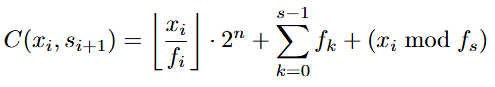 C(x_i, s_{i+1}) = \left\lfloor \frac{x_i}{f_i} \right\rfloor \cdot 2^n + \sum_{k=0}^{s-1} f_k + (x_i \bmod f_s)